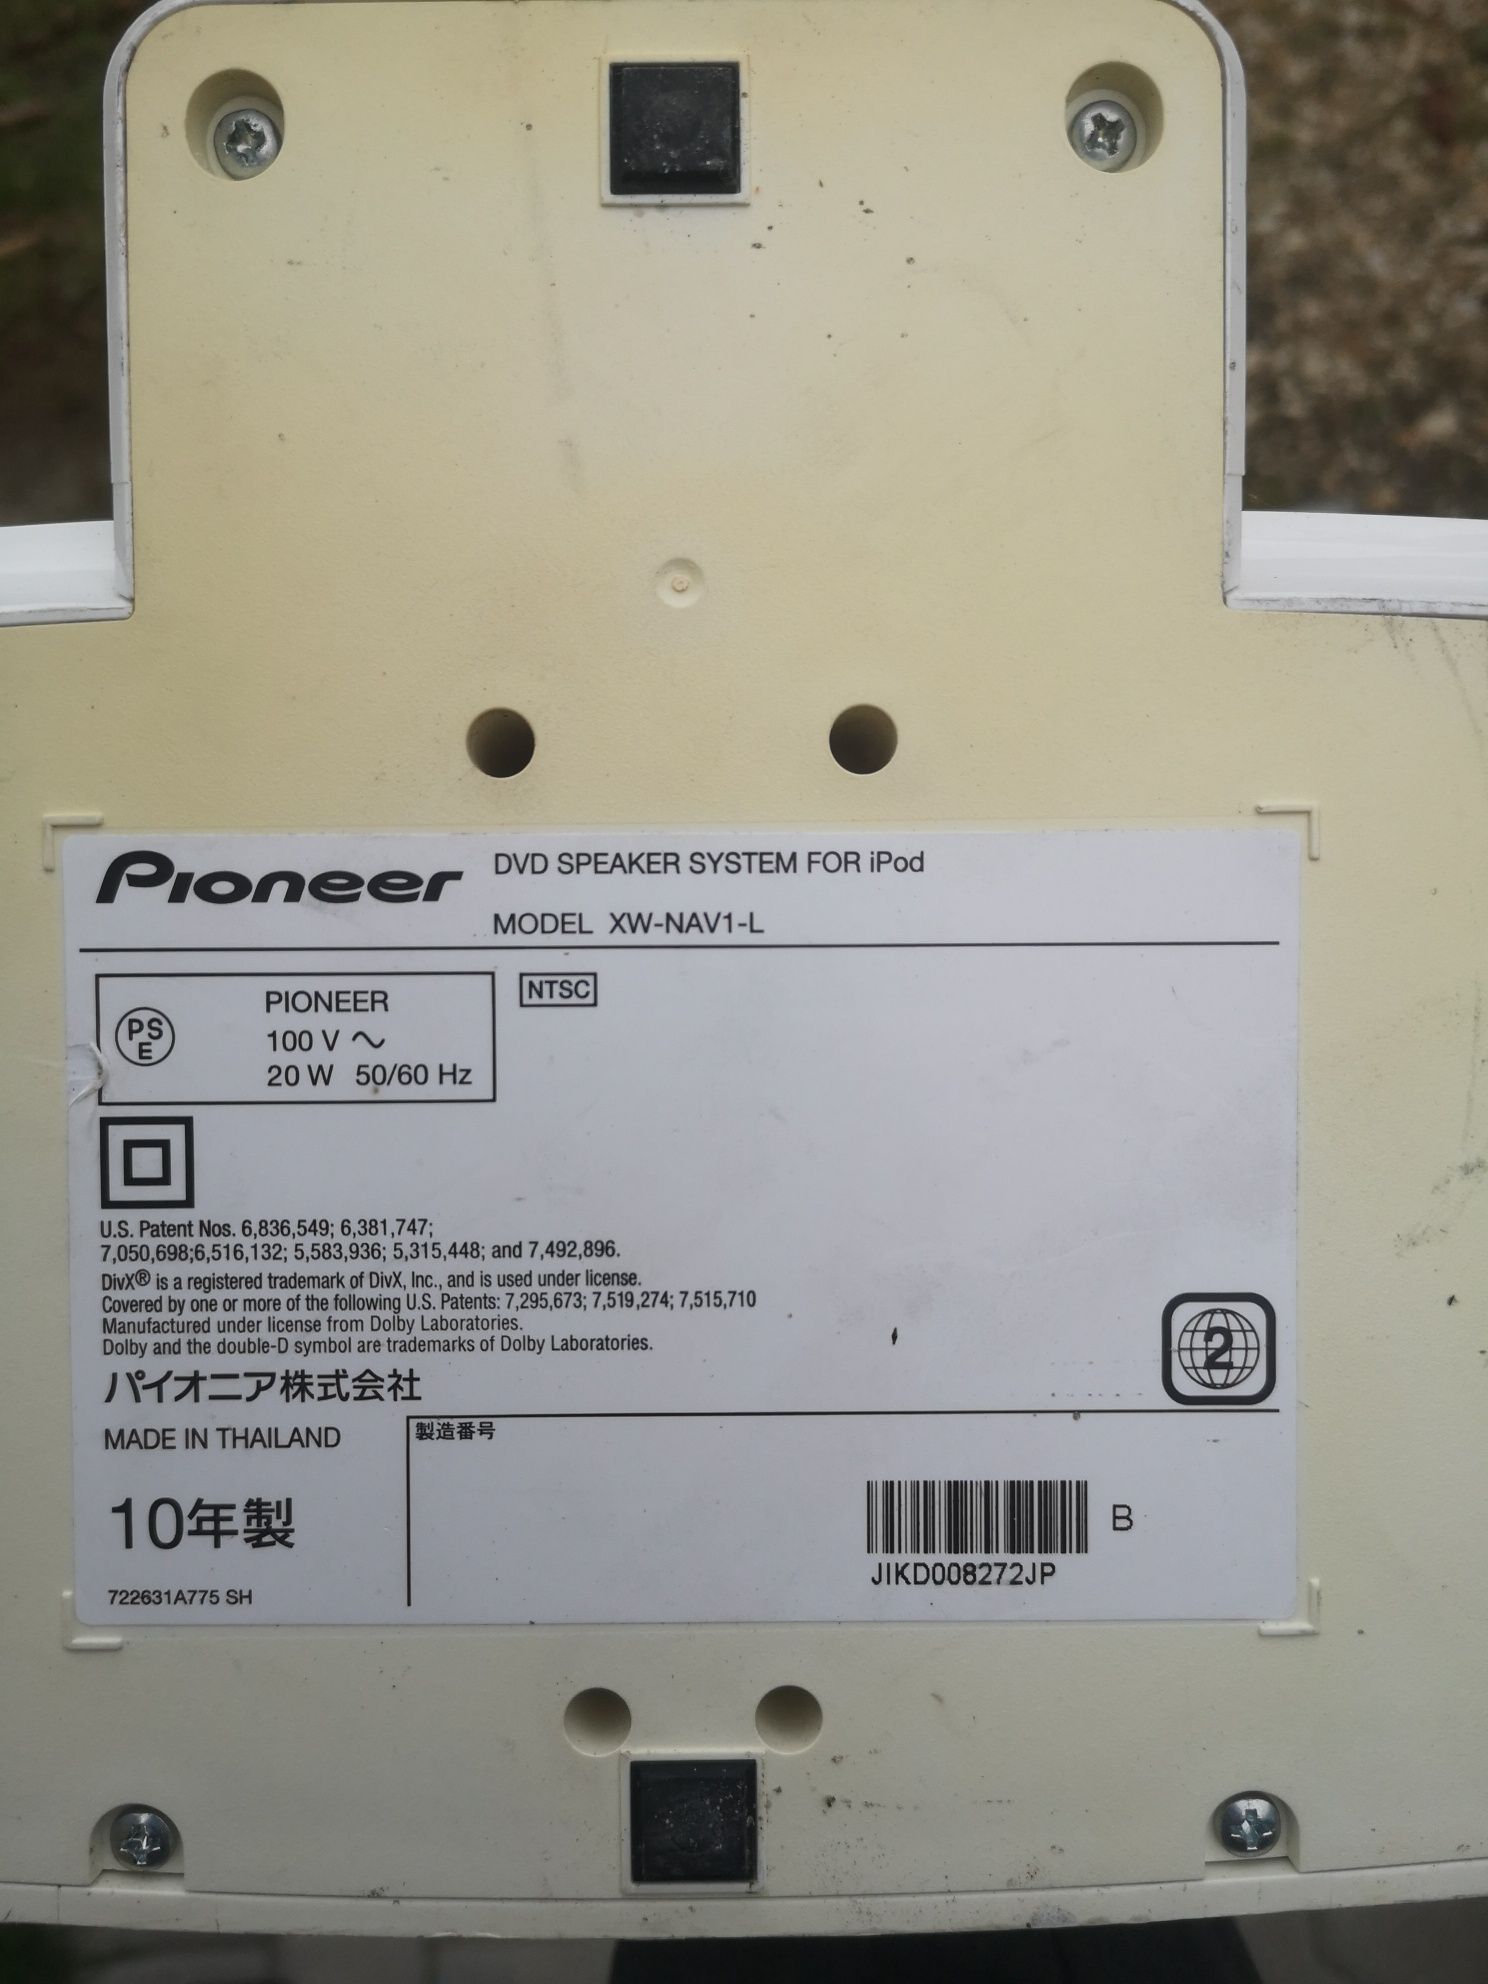 Pioneer
DVD SPEAKER SYSTEM FOR iPod
MODEL XW-NAV1-L
PS
E
PIONEER
100 V ～
20 W 50/60 Hz
NTSC
U.S. Patent Nos. 6,836,549; 6,381,747;
7,050,698;6,516,132; 5,583,936; 5,315,448; and 7,492,896.
DivX® is a registered trademark of DivX, Inc., and is used under license.
Covered by one or more of the following U.S. Patents: 7,295,673; 7,519,274; 7,515,710
Manufactured under license from Dolby Laboratories.
Dolby and the double-D symbol are trademarks of Dolby Laboratories.
2
パイオニア株式会社
MADE IN THAILAND
製造番号
10年製
B
JIKD008272JP
722631A775 SH